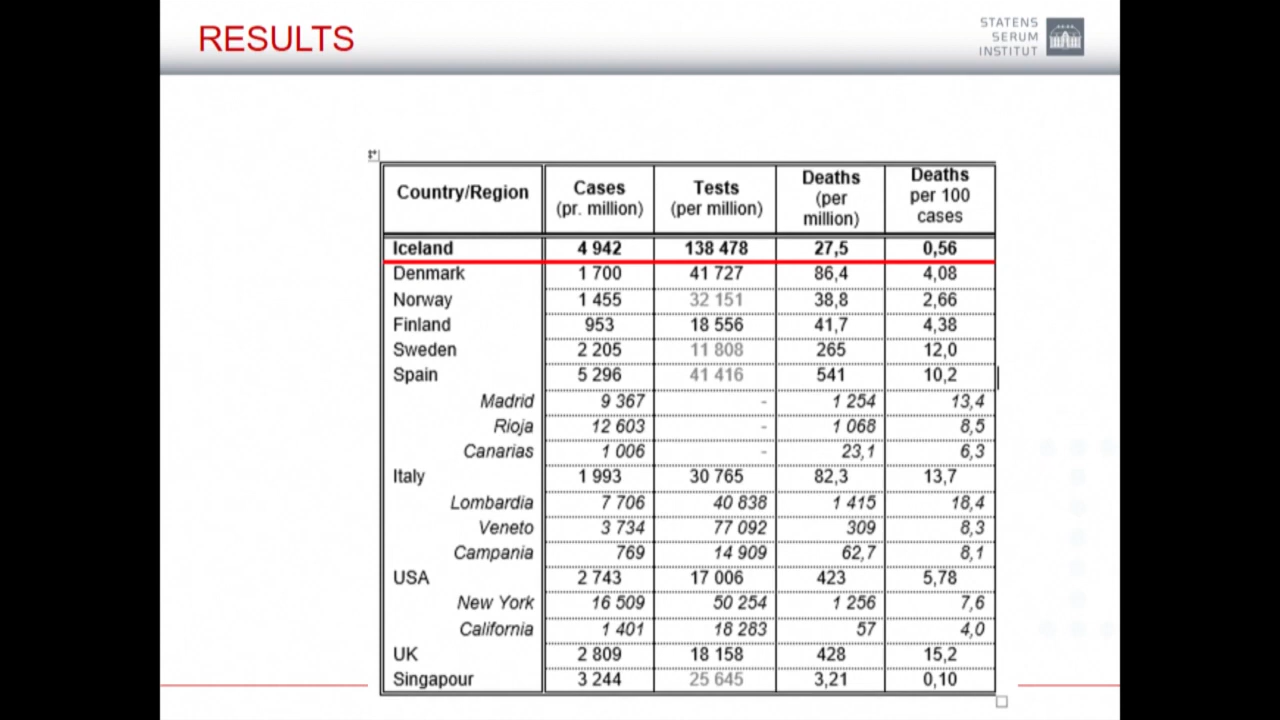 RESULTS
STATENS
SERUM
INSTITUT
Country/Region Cases (pr. million) Tests (per million) Deaths (per million) Deaths per 100 cases
Iceland 4 942 138 478 27,5 0,56
Denmark 1 700 41 727 86,4 4,08
Norway 1 455 32 151 38,8 2,66
Finland 953 18 556 41,7 4,38
Sweden 2 205 11 808 265 12,0
Spain 5 296 41 416 541 10,2
Madrid 9 367 - 1 254 13,4
Rioja 12 603 - 1 068 8,5
Canarias 1 006 - 23,1 6,3
Italy 1 993 30 765 82,3 13,7
Lombardia 7 706 40 838 1 415 18,4
Veneto 3 734 77 092 309 8,3
Campania 769 14 909 62,7 8,1
USA 2 743 17 006 423 5,78
New York 16 509 50 254 1 256 7,6
California 1 401 18 283 57 4,0
UK 2 809 18 158 428 15,2
Singapour 3 244 25 645 3,21 0,10